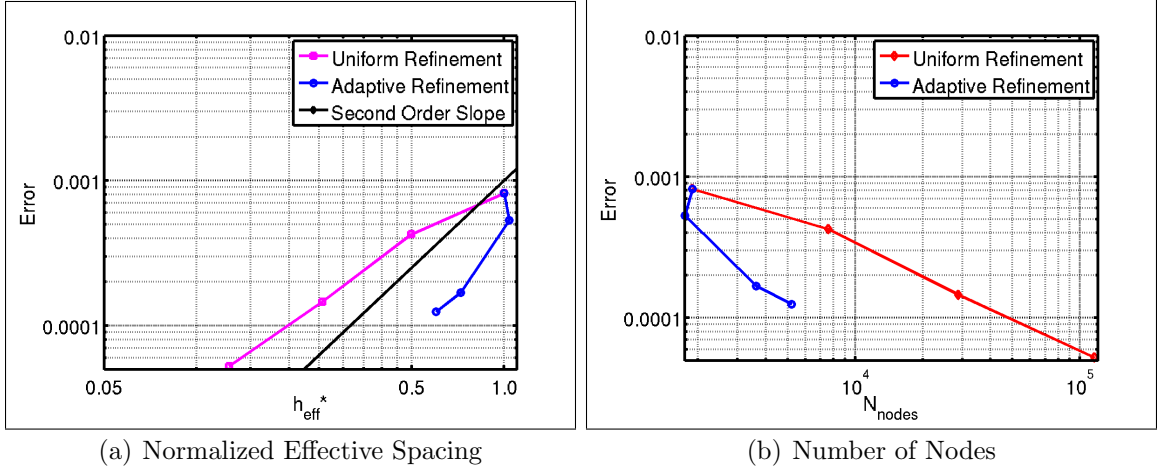 0.01
Uniform Refinement
Adaptive Refinement
Second Order Slope
0.001
0.0001
Error
0.05
0.5
1.0
h_eff*
(a) Normalized Effective Spacing
0.01
Uniform Refinement
Adaptive Refinement
0.001
0.0001
Error
10^4
10^5
N_nodes
(b) Number of Nodes